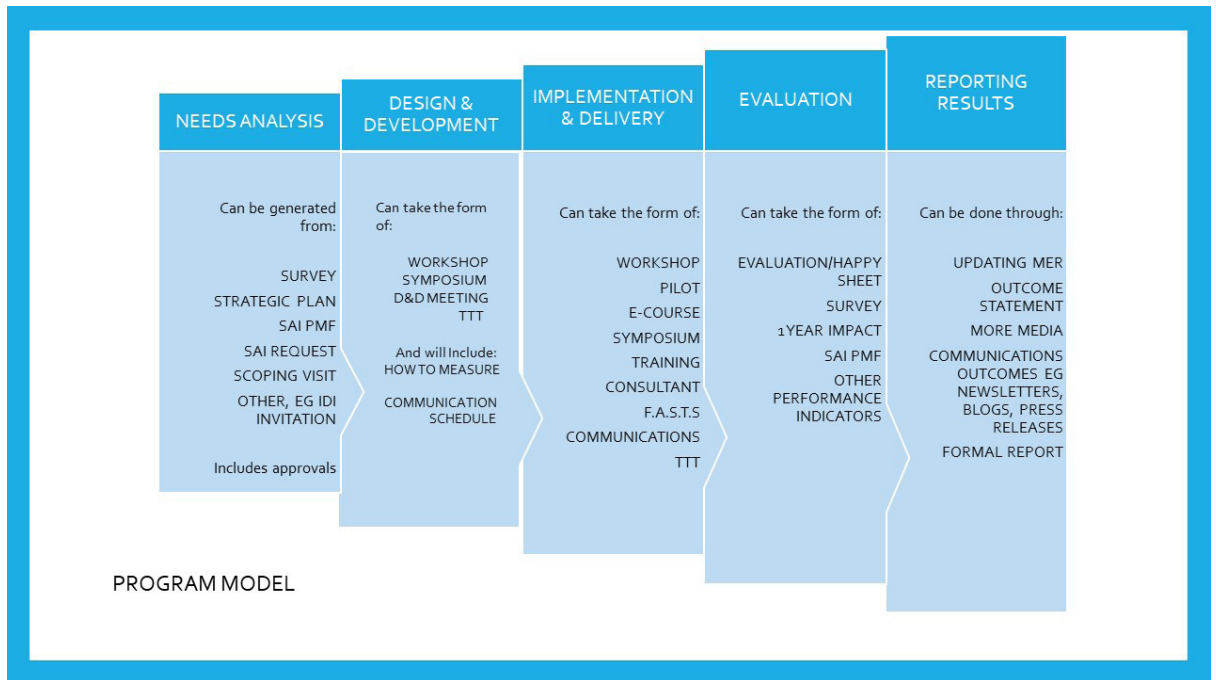 NEEDS ANALYSIS
Can be generated
from:
SURVEY
STRATEGIC PLAN
SAI PMF
SAI REQUEST
SCOPING VISIT
OTHER, EG IDI
INVITATION
Includes approvals
DESIGN &
DEVELOPMENT
Can take the form
of:
WORKSHOP
SYMPOSIUM
D&D MEETING
TTT
And will Include:
HOW TO MEASURE
COMMUNICATION
SCHEDULE
IMPLEMENTATION
& DELIVERY
Can take the form of:
WORKSHOP
PILOT
E-COURSE
SYMPOSIUM
TRAINING
CONSULTANT
F.A.S.T.S
COMMUNICATIONS
TTT
EVALUATION
Can take the form of:
EVALUATION/HAPPY
SHEET
SURVEY
1 YEAR IMPACT
SAI PMF
OTHER
PERFORMANCE
INDICATORS
REPORTING
RESULTS
Can be done through:
UPDATING MER
OUTCOME
STATEMENT
MORE MEDIA
COMMUNICATIONS
OUTCOMES EG
NEWSLETTERS,
BLOGS, PRESS
RELEASES
FORMAL REPORT
PROGRAM MODEL